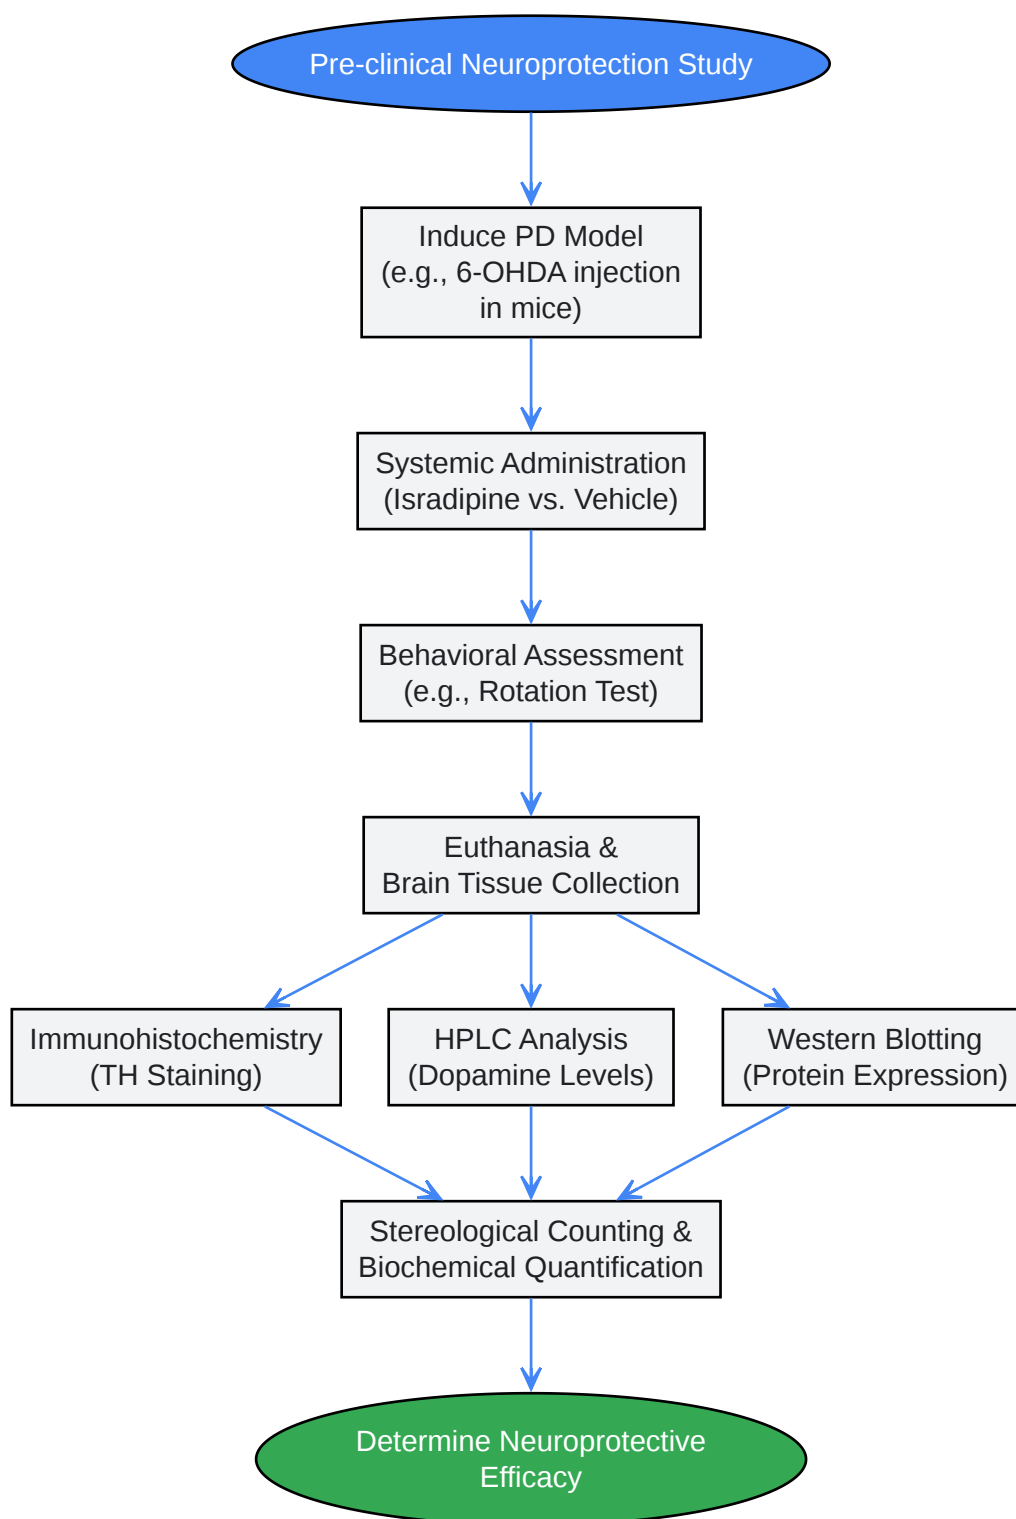 Pre-clinical Neuroprotection Study
Induce PD Model
(e.g., 6-OHDA injection
in mice)
Systemic Administration
(Isradipine vs. Vehicle)
Behavioral Assessment
(e.g., Rotation Test)
Euthanasia &
Brain Tissue Collection
Immunohistochemistry
(TH Staining)
HPLC Analysis
(Dopamine Levels)
Western Blotting
(Protein Expression)
Stereological Counting &
Biochemical Quantification
Determine Neuroprotective
Efficacy